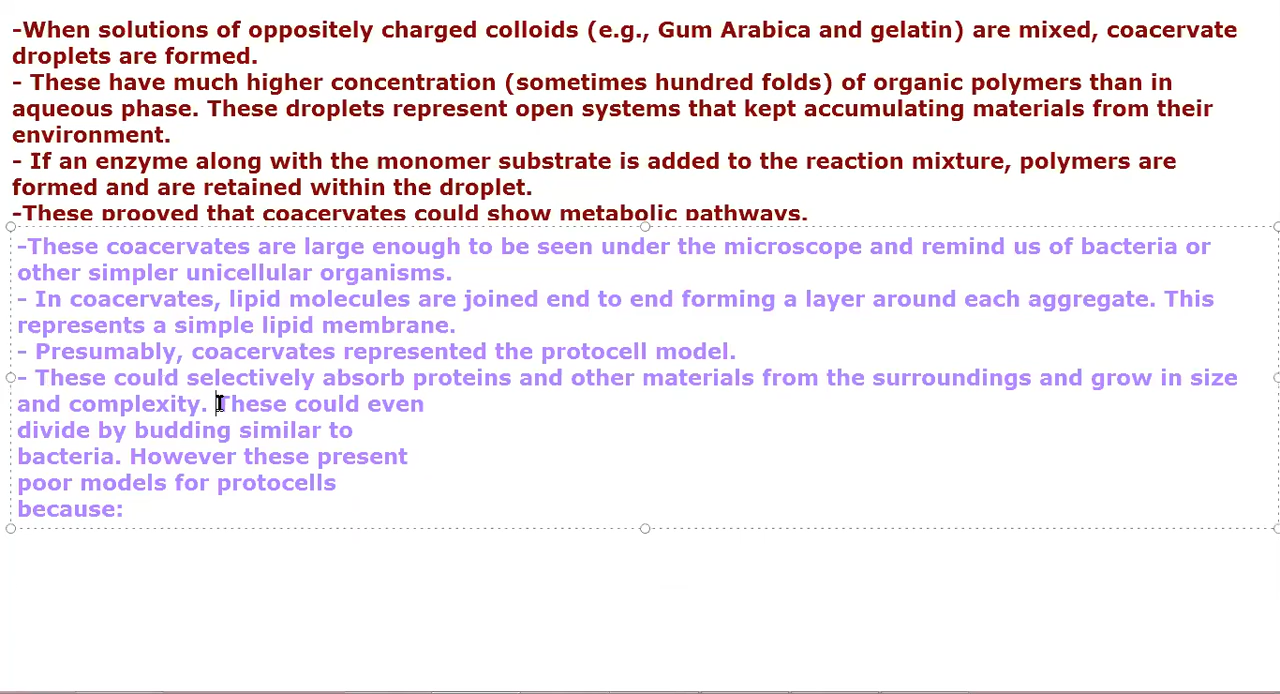 -When solutions of oppositely charged colloids (e.g., Gum Arabica and gelatin) are mixed, coacervate
droplets are formed.
- These have much higher concentration (sometimes hundred folds) of organic polymers than in
aqueous phase. These droplets represent open systems that kept accumulating materials from their
environment.
- If an enzyme along with the monomer substrate is added to the reaction mixture, polymers are
formed and are retained within the droplet.
-These prooved that coacervates could show metabolic pathways.
-These coacervates are large enough to be seen under the microscope and remind us of bacteria or
other simpler unicellular organisms.
- In coacervates, lipid molecules are joined end to end forming a layer around each aggregate. This
represents a simple lipid membrane.
- Presumably, coacervates represented the protocell model.
- These could selectively absorb proteins and other materials from the surroundings and grow in size
and complexity. These could even
divide by budding similar to
bacteria. However these present
poor models for protocells
because: